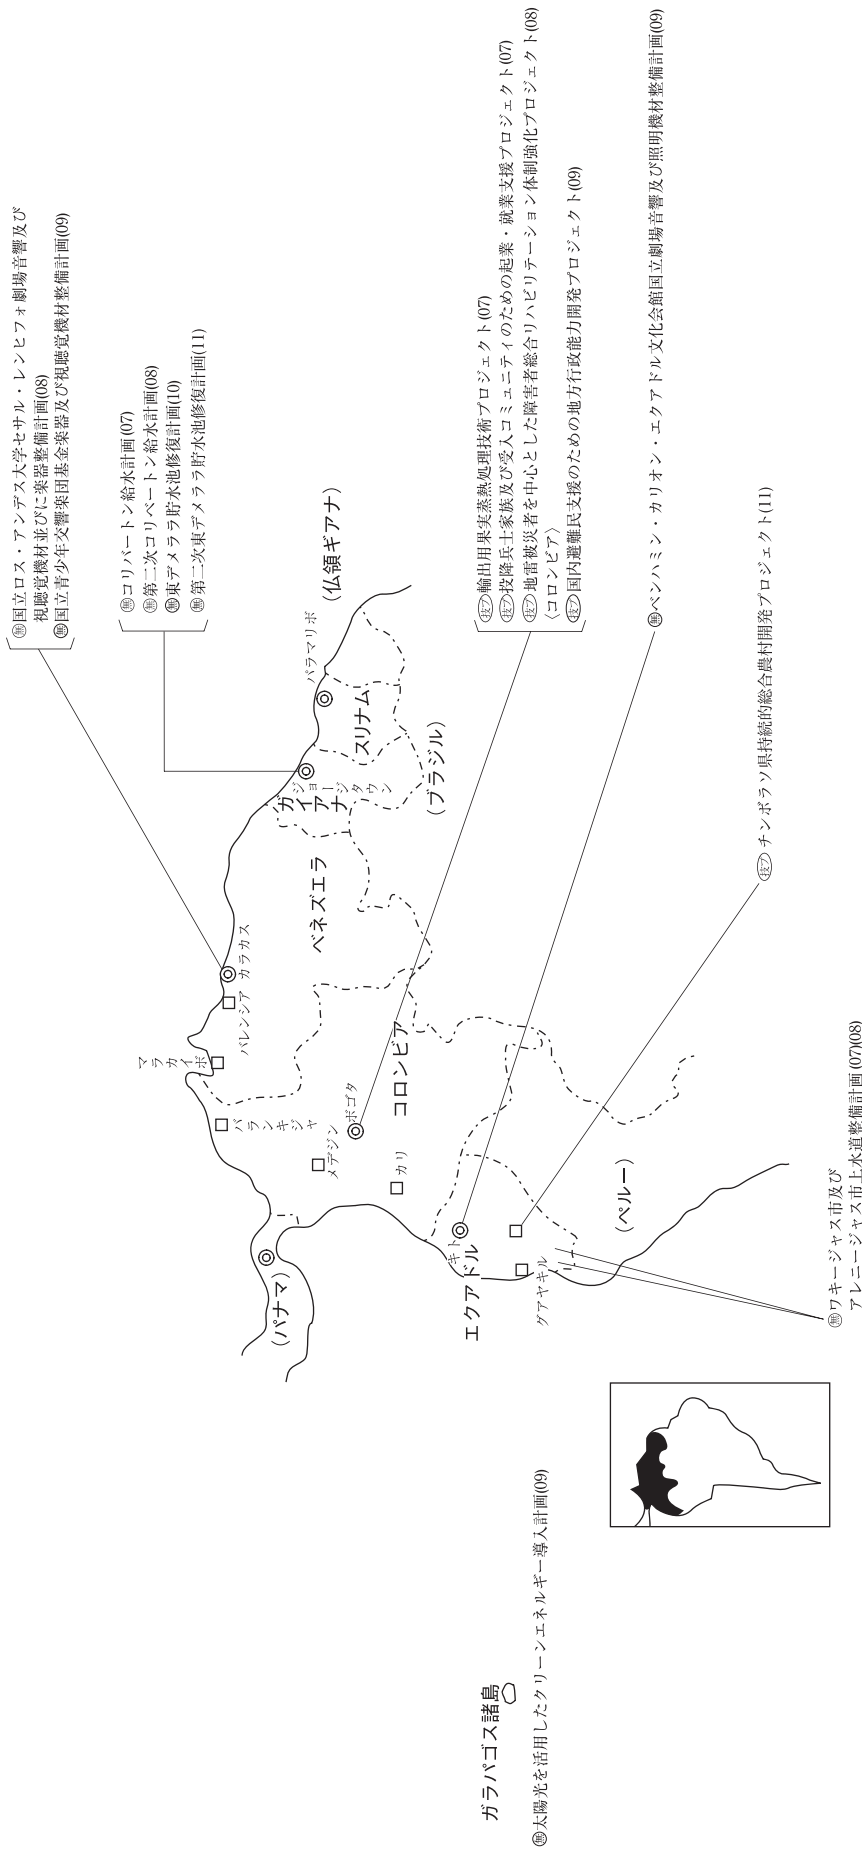 ㊇国立ロス・アンデス大学セサル・レンヒフォ劇場音響及び
視聴覚機材並びに楽器整備計画(08)
㊇国立青少年交響楽団基金楽器及び視聴覚機材整備計画(09)
㊇コリバートン給水計画(07)
㊇第二次コリベートン給水計画(08)
㊇東デメララ貯水池修復計画(10)
㊇第二次東デメララ貯水池修復計画(11)
技プ輸出用果実蒸熱処理技術プロジェクト(07)
技プ投降兵士家族及び受入コミュニティのための起業・就業支援プロジェクト(07)
技プ地雷被災者を中心とした障害者総合リハビリテーション体制強化プロジェクト(08)
〈コロンビア〉
技プ国内避難民支援のための地方行政能力開発プロジェクト(09)
無ベンハミン・カリオン・エクアドル文化会館国立劇場音響及び照明機材整備計画(09)
技プチンボラソ県持続的総合農村開発プロジェクト(11)
無ワキージャス市及び
アレニージャス市上水道整備計画(07)(08)
無太陽光を活用したクリーンエネルギー導入計画(09)
ガラパゴス諸島
(仏領ギアナ)
パラマリボ
スリナム
ジョージタウン
ガイアナ
(ブラジル)
ベネズエラ
カラカス
バレンシア
マラカイボ
バランキジャ
メデジン
ボゴタ
コロンビア
カリ
(パナマ)
キト
エクアドル
グアヤキル
(ペルー)